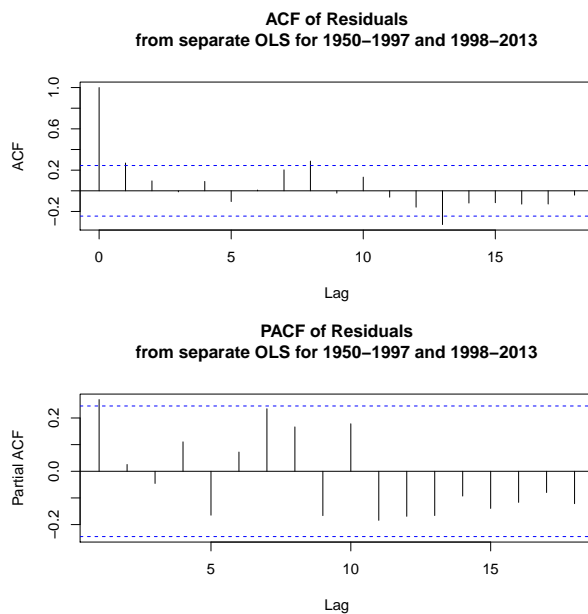 ACF of Residuals
from separate OLS for 1950−1997 and 1998−2013
1.0
0.6
0.2
−0.2
ACF
0 5 10 15
Lag
PACF of Residuals
from separate OLS for 1950−1997 and 1998−2013
0.2
0.0
−0.2
Partial ACF
5 10 15
Lag